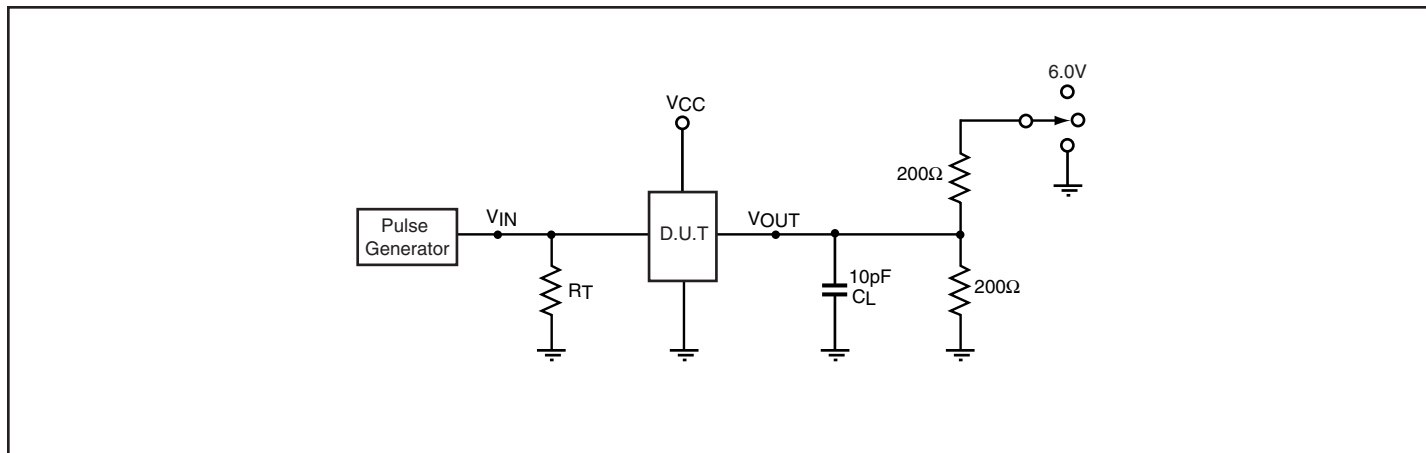 6.0V
VCC
200Ω
Pulse
Generator
VIN
D.U.T
VOUT
RT
10pF
CL
200Ω